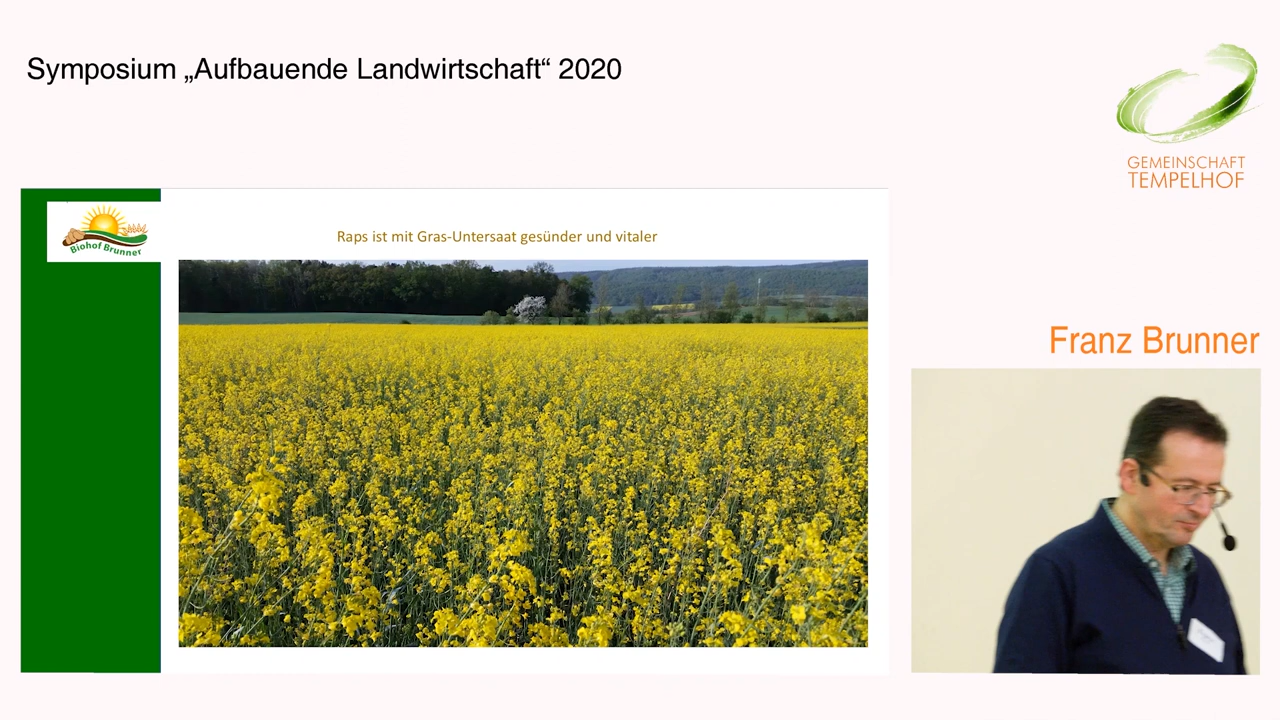 Symposium „Aufbauende Landwirtschaft“ 2020
GEMEINSCHAFT
TEMPELHOF
Biohof Brunner
Raps ist mit Gras-Untersaat gesünder und vitaler
Franz Brunner